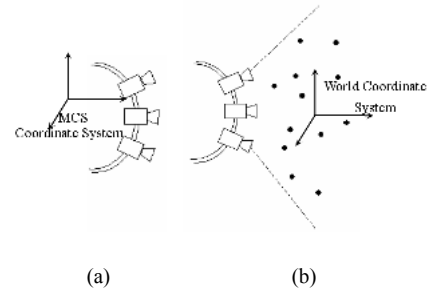 MCS
Coordinate System
World Coordinate
System
(a)
(b)